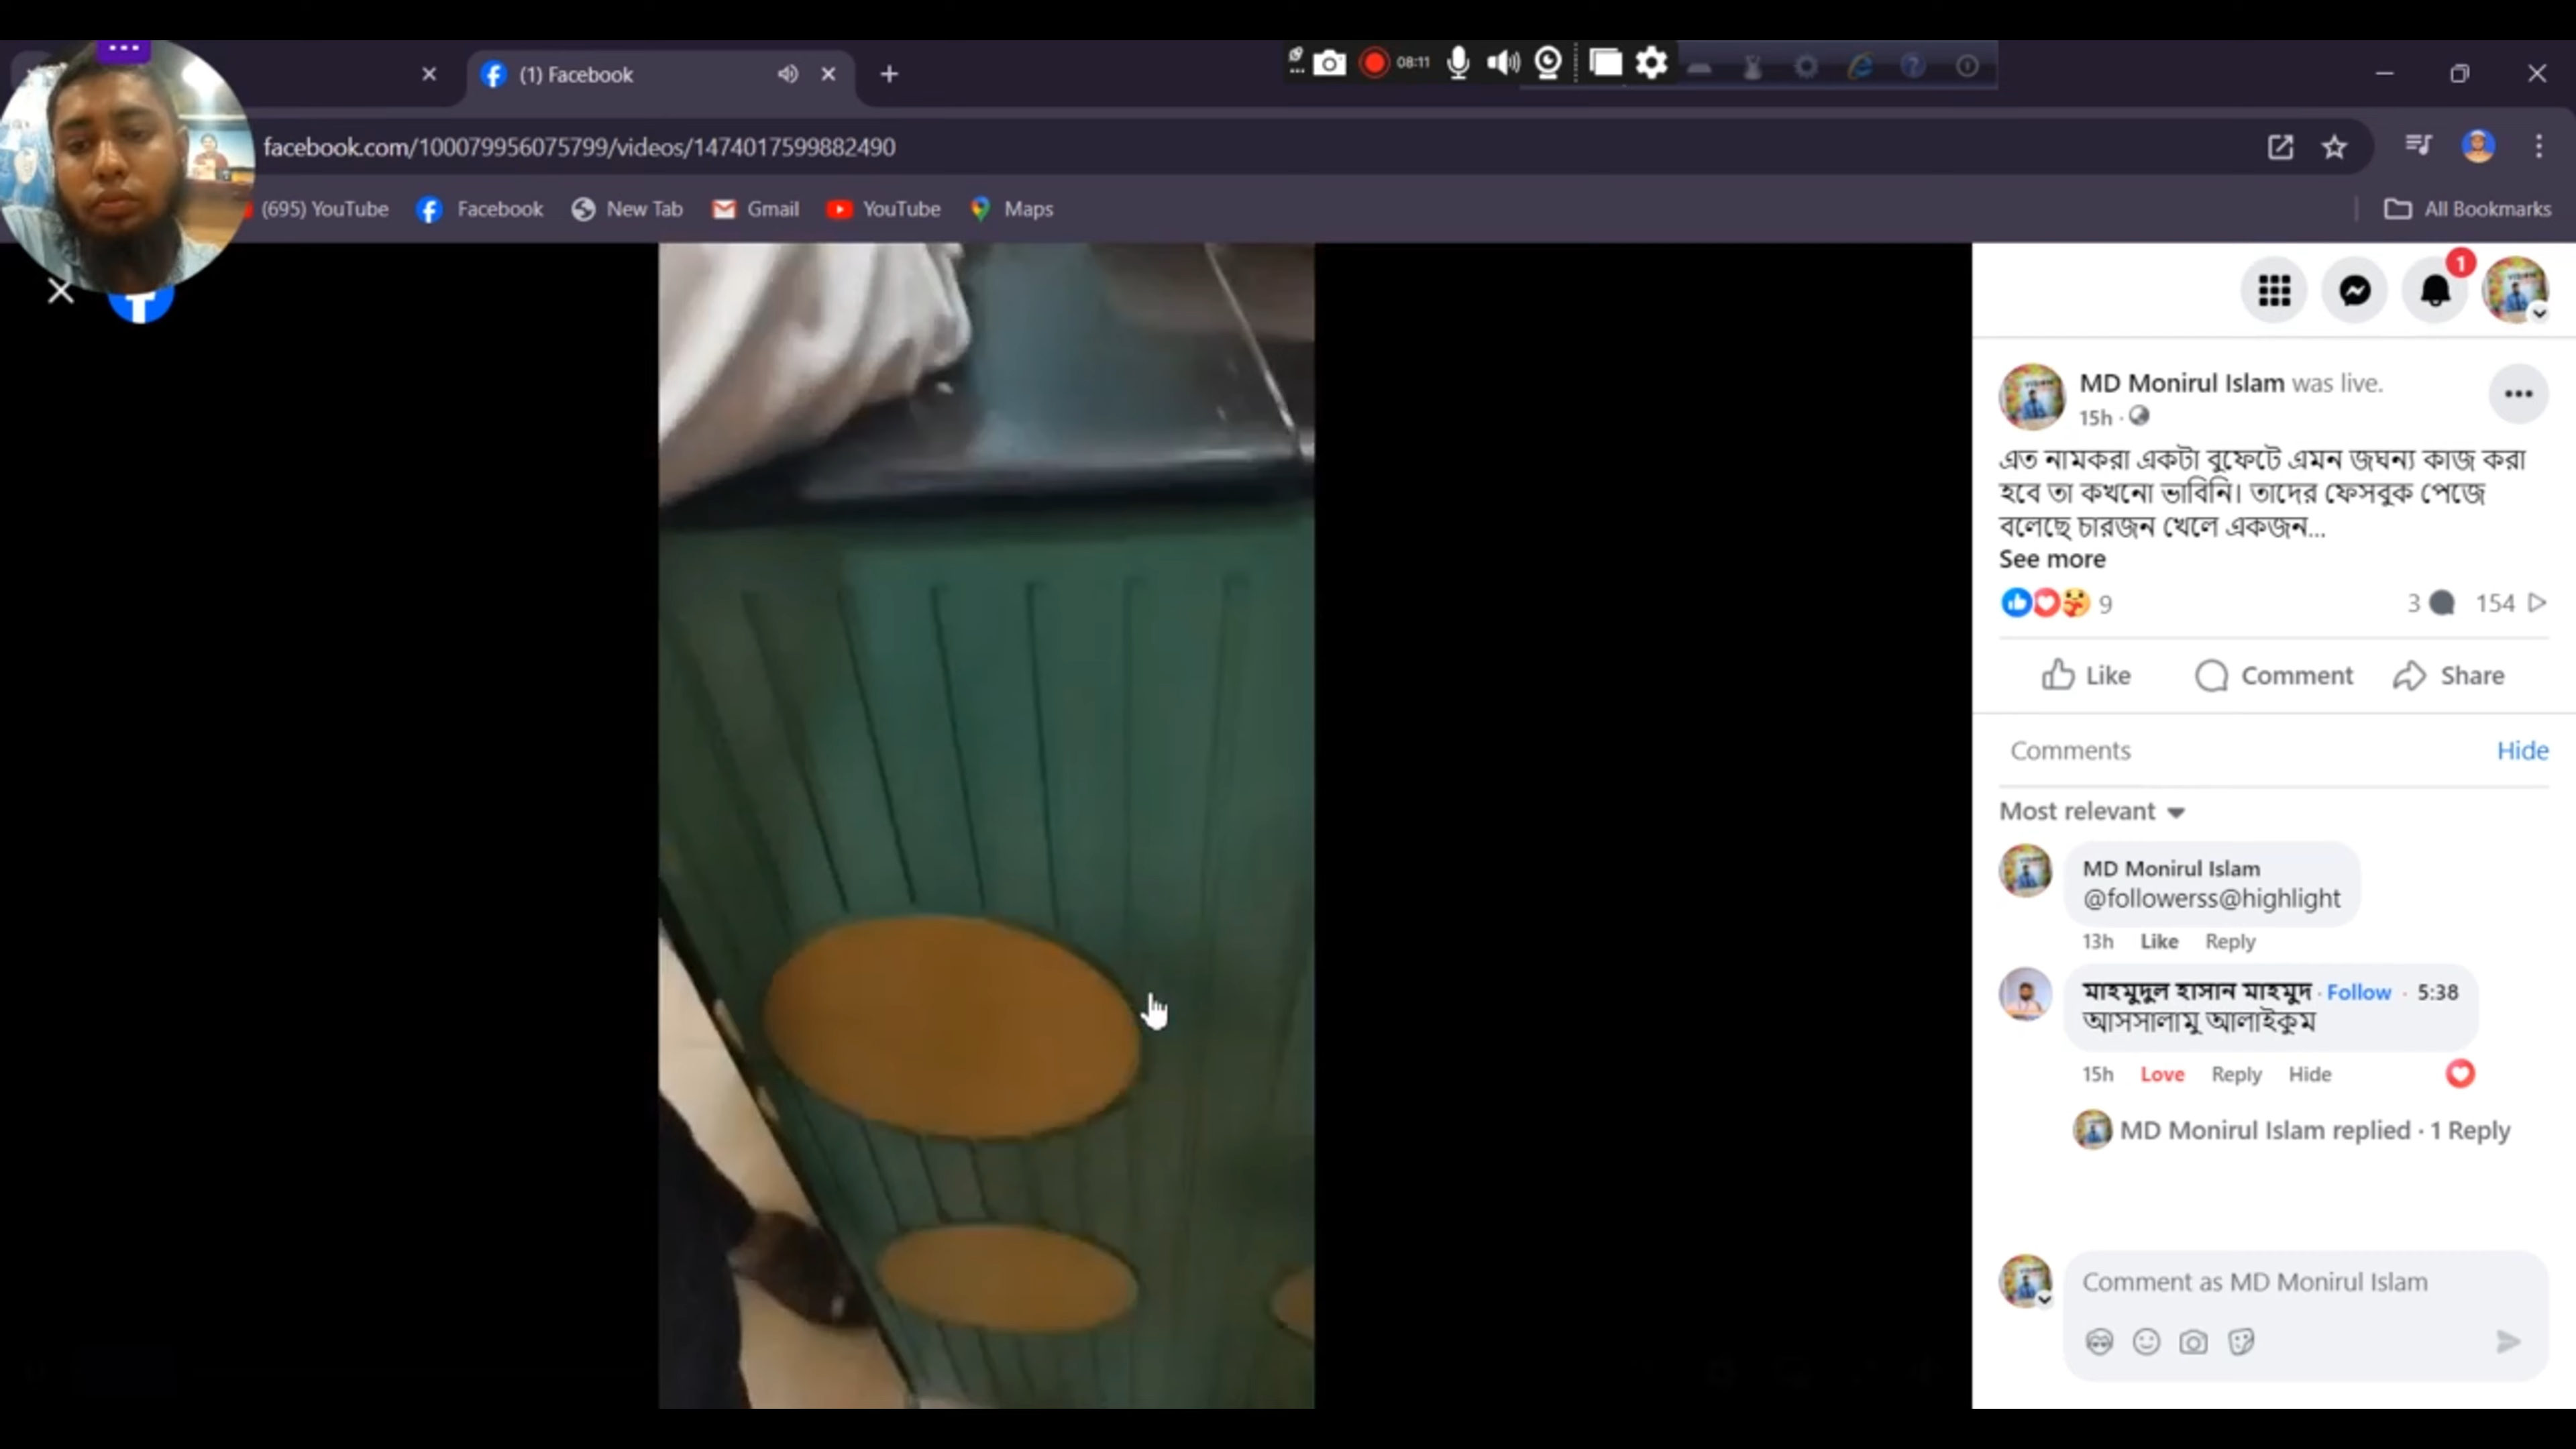 (1) Facebook
08:11
facebook.com/100079956075799/videos/1474017599882490
(695) YouTube
Facebook
New Tab
Gmail
YouTube
Maps
All Bookmarks
1
MD Monirul Islam was live.
15h
এত নামকরা একটা বুফেটে এমন জঘন্য কাজ করা
হবে তা কখনো ভাবিনি। তাদের ফেসবুক পেজে
বলেছে চারজন খেলে একজন...
See more
9
3
154
Like
Comment
Share
Comments
Hide
Most relevant
MD Monirul Islam
@followerss@highlight
13h Like Reply
মাহমুদুল হাসান মাহমুদ · Follow · 5:38
আসসালামু আলাইকুম
15h Love Reply Hide
MD Monirul Islam replied · 1 Reply
Comment as MD Monirul Islam